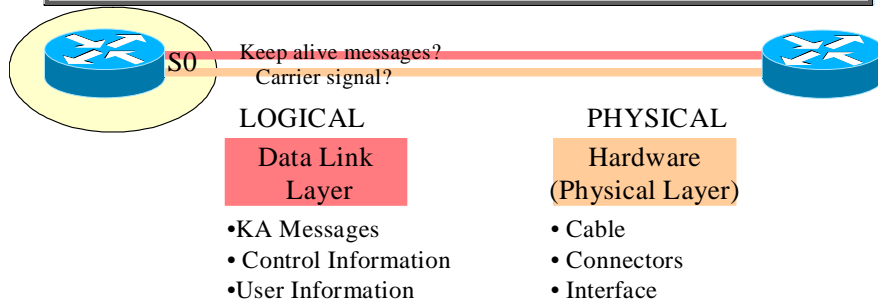 S0
Keep alive messages?
Carrier signal?
LOGICAL
PHYSICAL
Data Link
Layer
Hardware
(Physical Layer)
•KA Messages
• Control Information
•User Information
• Cable
• Connectors
• Interface